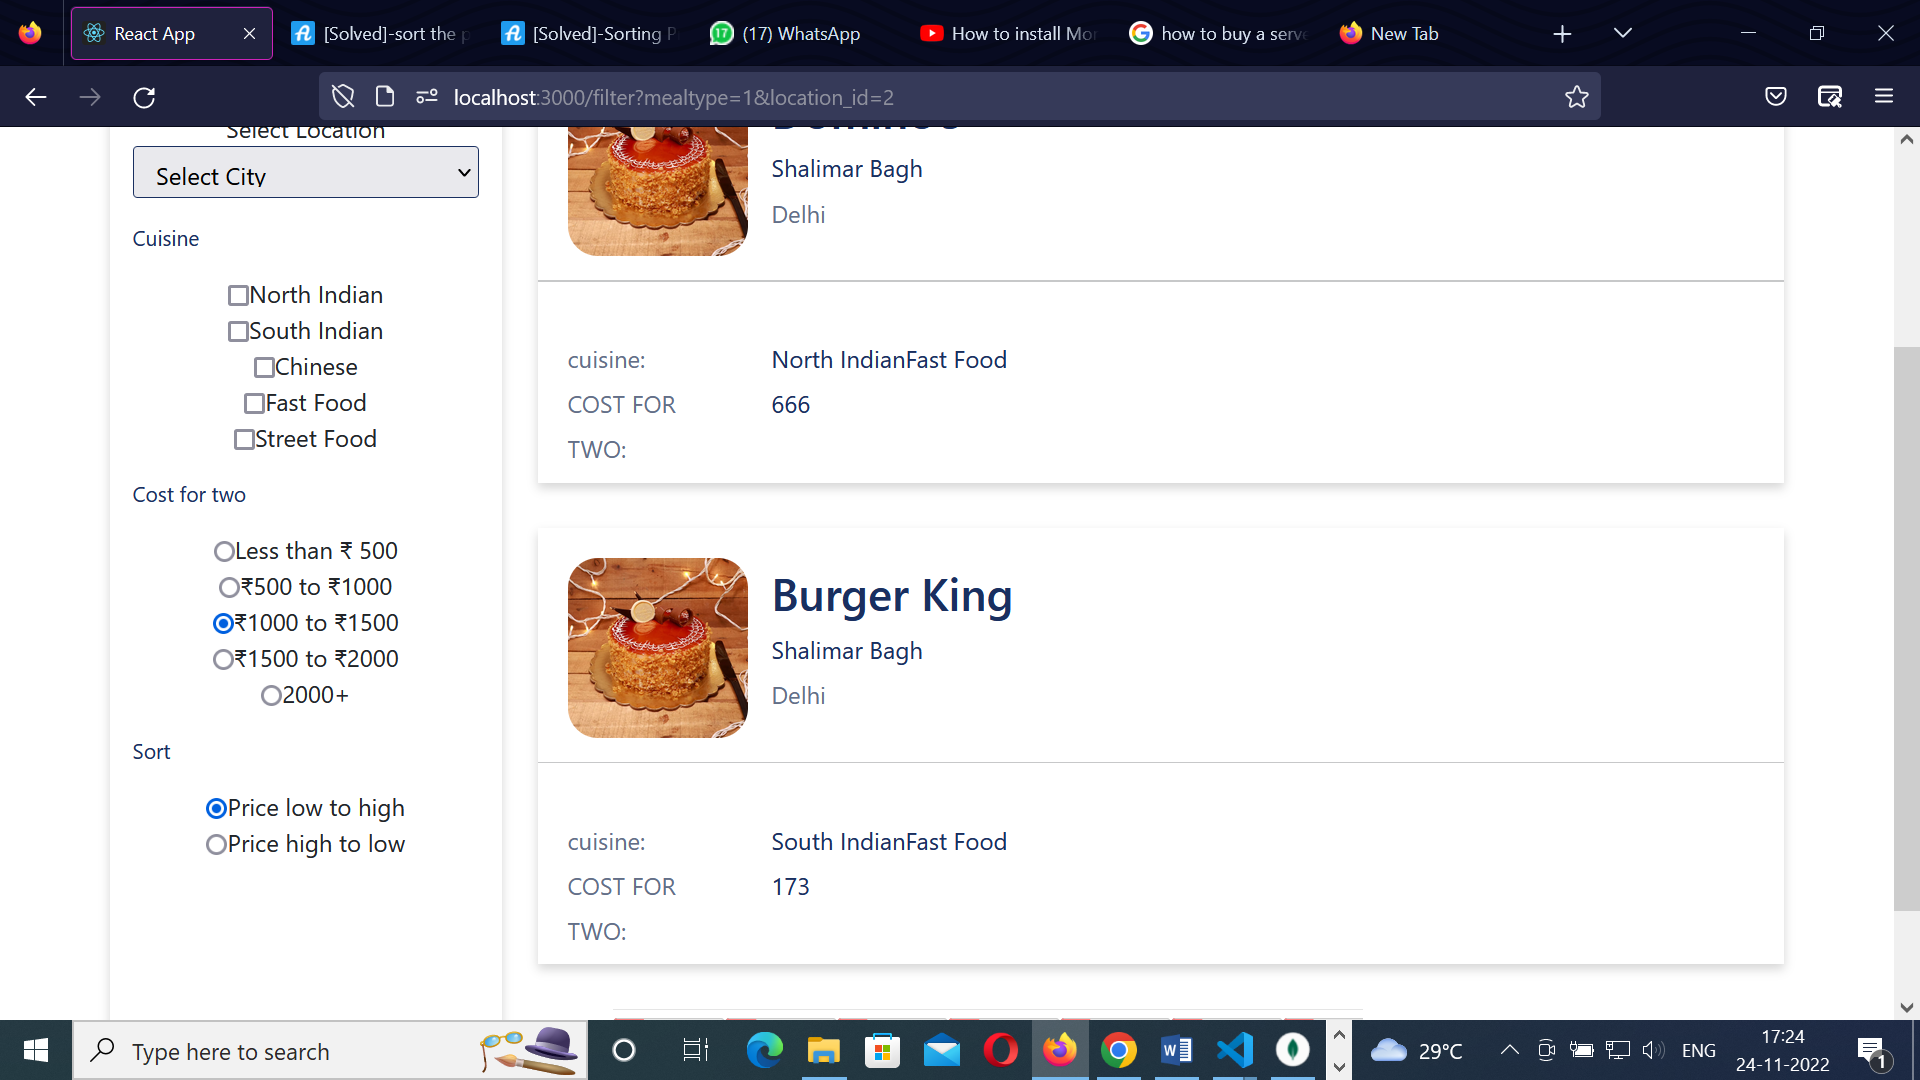 React App
[Solved]-sort the p
[Solved]-Sorting P
17
(17) WhatsApp
How to install Mo
how to buy a serve
New Tab
localhost:3000/filter?mealtype=1&location_id=2
Select Location
Select City
Cuisine
North Indian
South Indian
Chinese
Fast Food
Street Food
Cost for two
Less than ₹ 500
₹500 to ₹1000
₹1000 to ₹1500
₹1500 to ₹2000
2000+
Sort
Price low to high
Price high to low
Shalimar Bagh
Delhi
cuisine: North IndianFast Food
COST FOR 666
TWO:
Burger King
Shalimar Bagh
Delhi
cuisine: South IndianFast Food
COST FOR 173
TWO:
Type here to search
29°C
ENG
17:24
24-11-2022
1